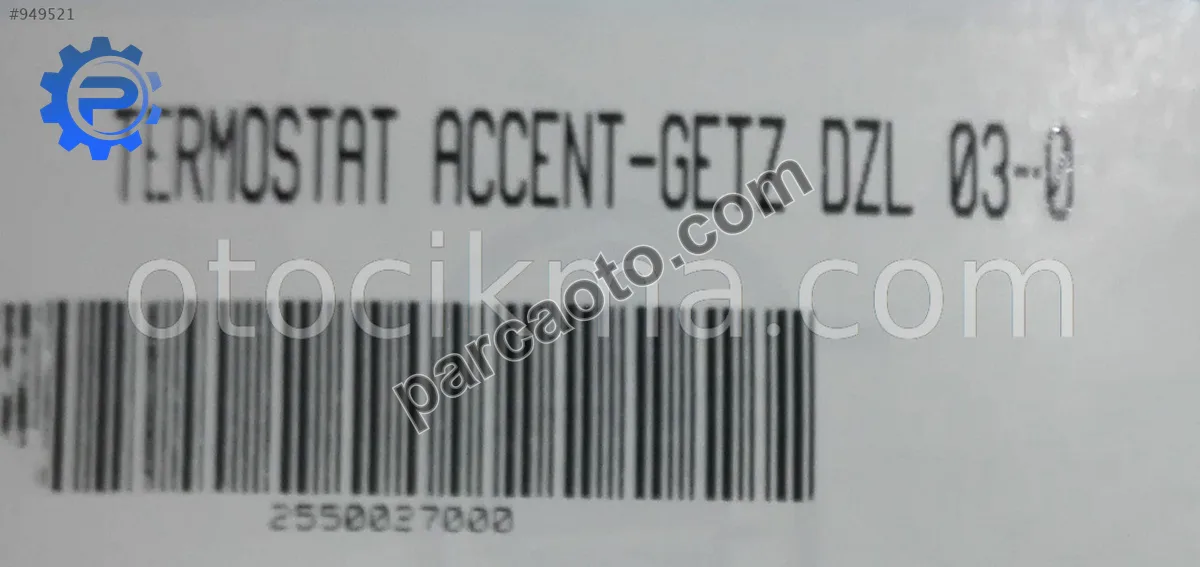 #949521
TERMOSTAT ACCENT-GETZ DZL 03-0
otocikma.com
parcaoto.com
2550027000